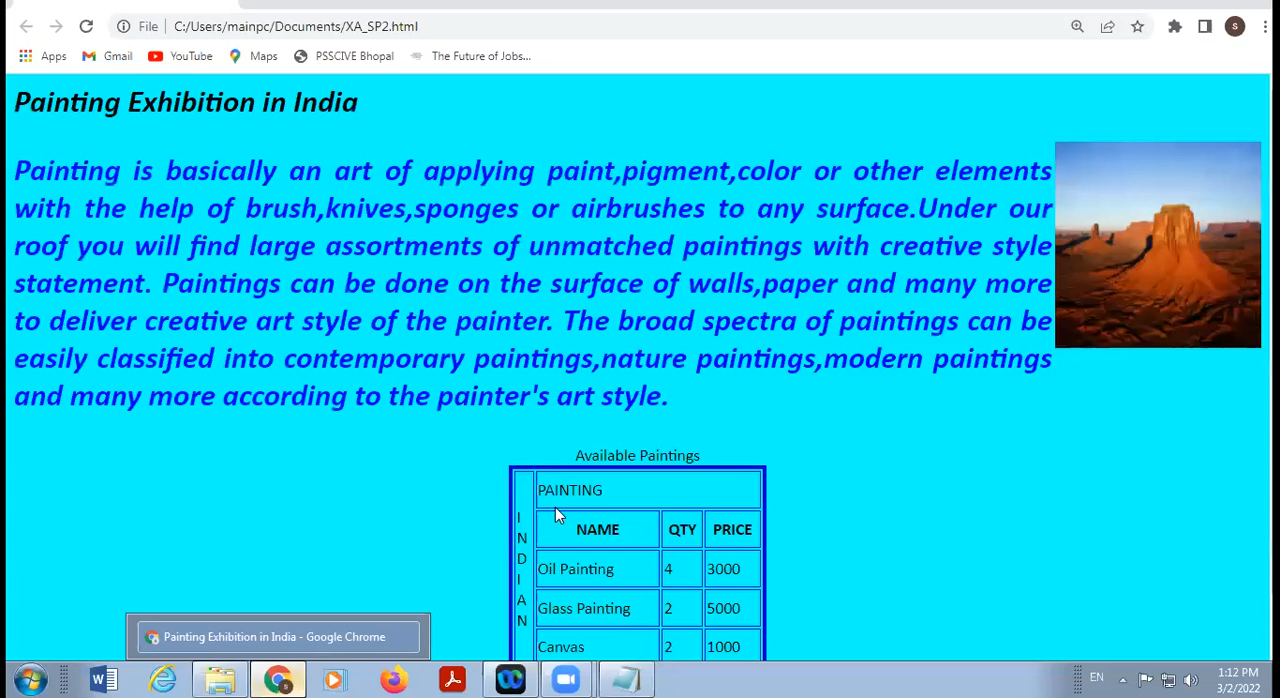 File
C:/Users/mainpc/Documents/XA_SP2.html
S
Apps
Gmail
YouTube
Maps
PSSCIVE Bhopal
The Future of Jobs...
Painting Exhibition in India
Painting is basically an art of applying paint,pigment,color or other elements
with the help of brush,knives,sponges or airbrushes to any surface.Under our
roof you will find large assortments of unmatched paintings with creative style
statement. Paintings can be done on the surface of walls,paper and many more
to deliver creative art style of the painter. The broad spectra of paintings can be
easily classified into contemporary paintings,nature paintings,modern paintings
and many more according to the painter's art style.
Available Paintings
INDIAN
PAINTING
NAME QTY PRICE
Oil Painting 4 3000
Glass Painting 2 5000
Canvas 2 1000
Painting Exhibition in India - Google Chrome
EN
1:12 PM
3/2/2022